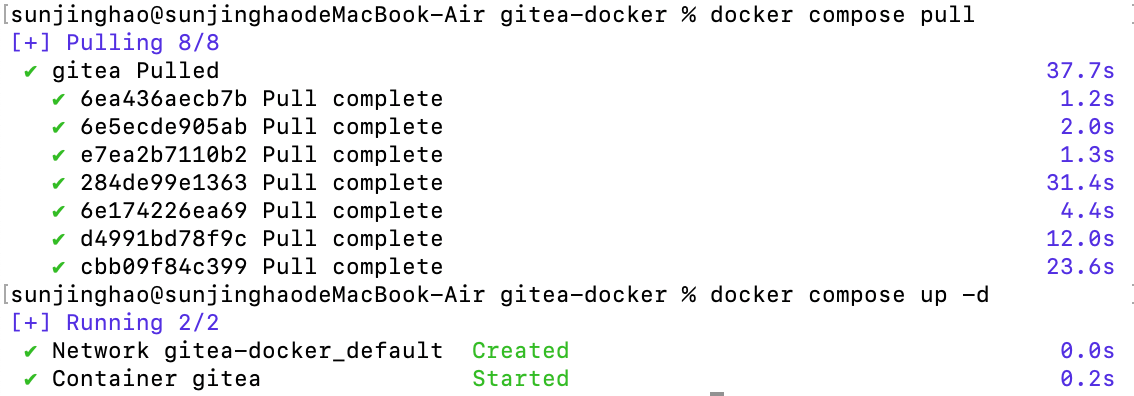 [sunjinghao@sunjinghaodeMacBook-Air gitea-docker % docker compose pull
[+] Pulling 8/8
✔ gitea Pulled 37.7s
✔ 6ea436aecb7b Pull complete 1.2s
✔ 6e5ecde905ab Pull complete 2.0s
✔ e7ea2b7110b2 Pull complete 1.3s
✔ 284de99e1363 Pull complete 31.4s
✔ 6e174226ea69 Pull complete 4.4s
✔ d4991bd78f9c Pull complete 12.0s
✔ cbb09f84c399 Pull complete 23.6s
[sunjinghao@sunjinghaodeMacBook-Air gitea-docker % docker compose up -d
[+] Running 2/2
✔ Network gitea-docker_default Created 0.0s
✔ Container gitea Started 0.2s